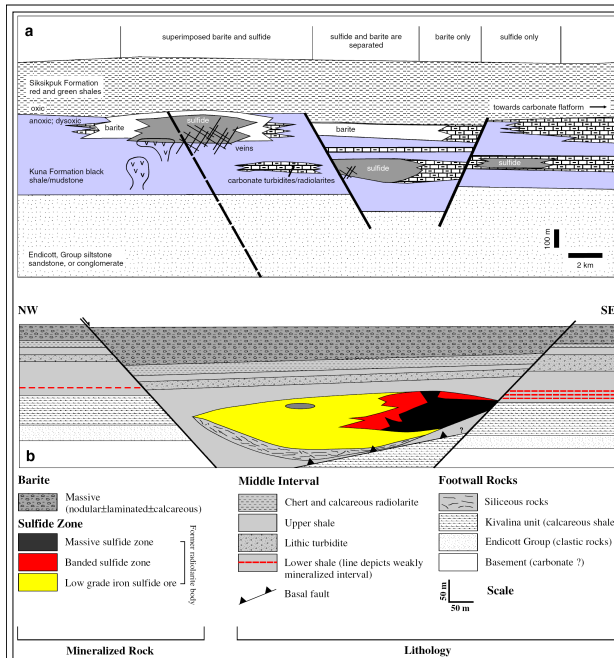 a
superimposed barite and sulfide
sulfide and barite are
separated
barite only
sulfide only
Siksikpuk Formation
red and green shales
oxic
anoxic; dysoxic
towards carbonate flatform
barite
sulfide
veins
barite
Kuna Formation black
shale/mudstone
carbonate turbidites/radiolarites
sulfide
sulfide
Endicott, Group siltstone
sandstone, or conglomerate
100 m
2 km
NW
SE
?
b
Barite
Massive
(nodular±laminated±calcareous)
Sulfide Zone
Massive sulfide zone
Banded sulfide zone
Low grade iron sulfide ore
Former radiolarite body
Middle Interval
Chert and calcareous radiolarite
Upper shale
Lithic turbidite
Lower shale (line depicts weakly
mineralized interval)
Basal fault
Footwall Rocks
Siliceous rocks
Kivalina unit (calcareous shale
Endicott Group (clastic rocks)
Basement (carbonate ?)
50 m
50 m
Scale
Mineralized Rock
Lithology